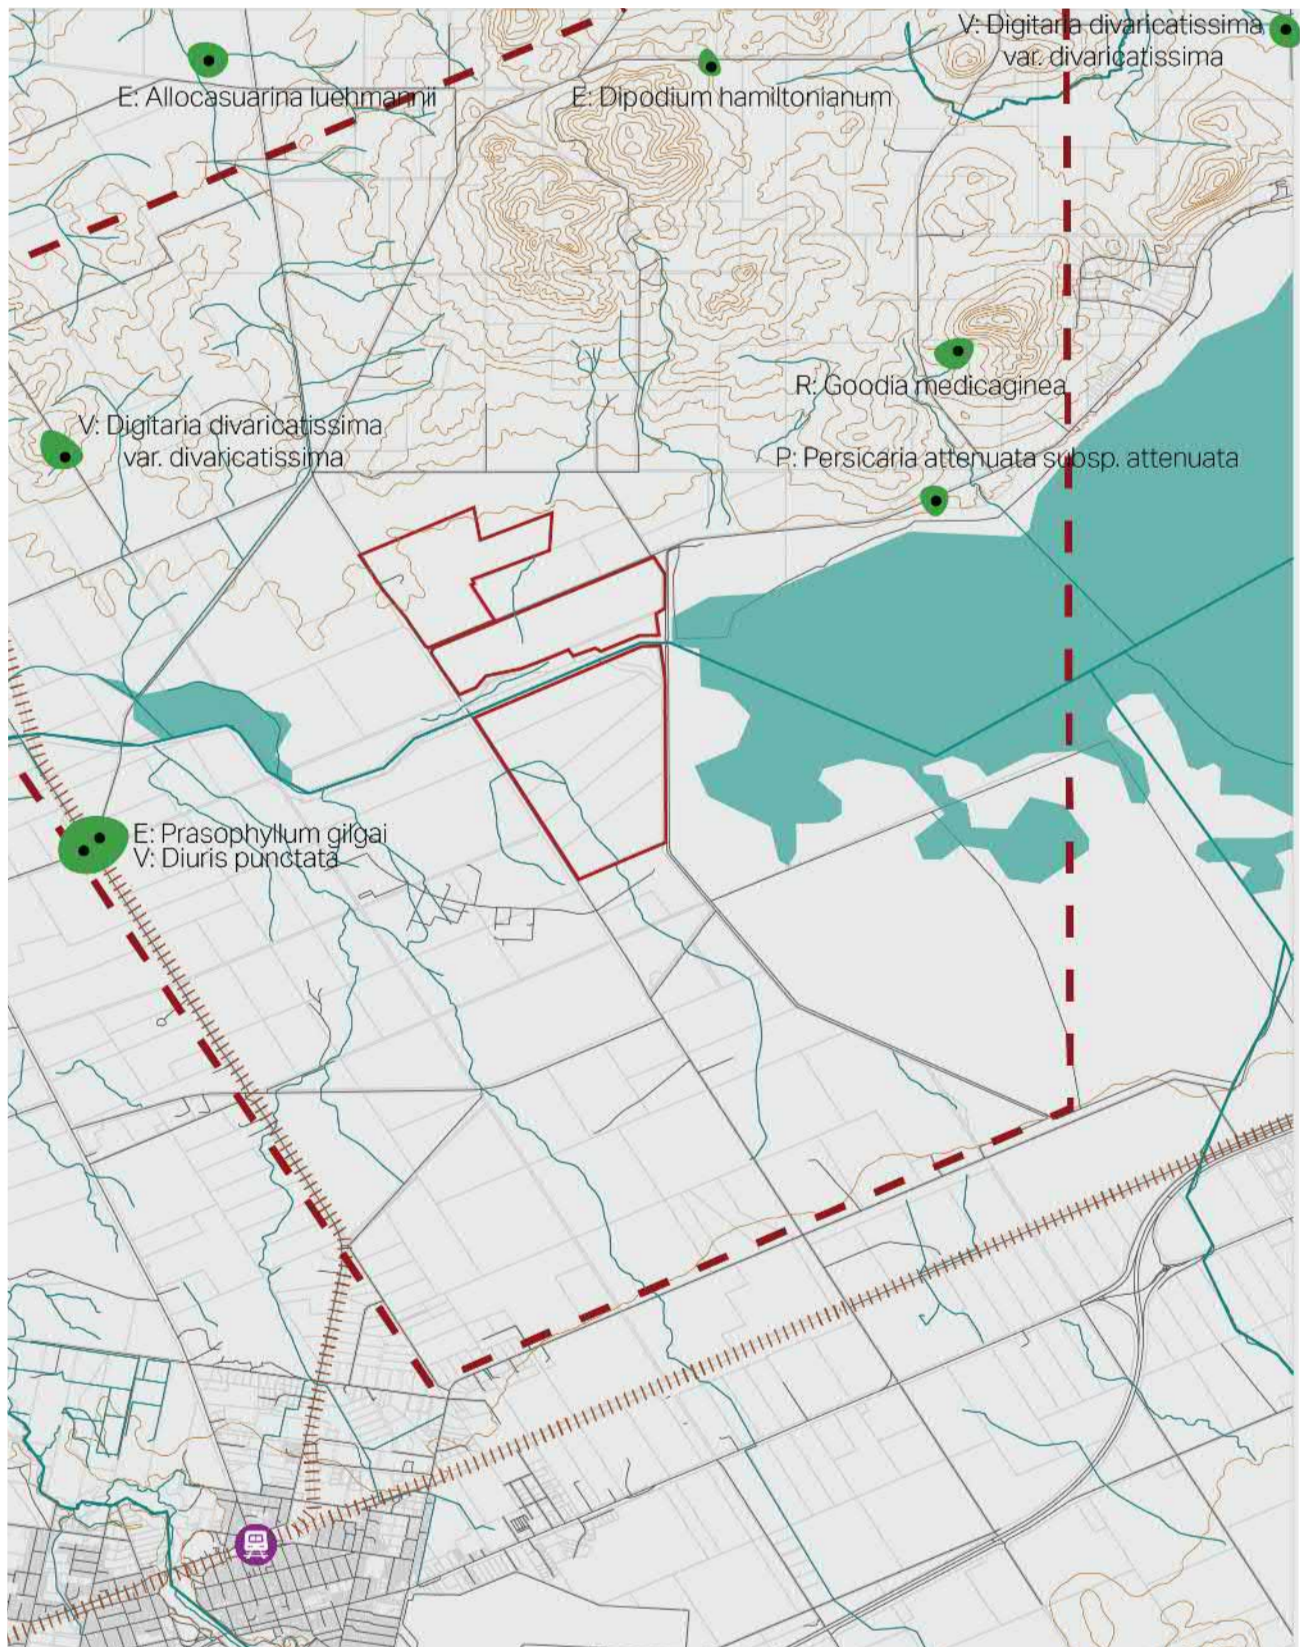 V: Digitaria divaricatissima
var. divaricatissima
E: Allocasuarina luehmannii
E: Dipodium hamiltonianum
R: Goodia medicaginea
V: Digitaria divaricatissima
var. divaricatissima
P: Persicaria attenuata subsp. attenuata
E: Prasophyllum gilgai
V: Diuris punctata